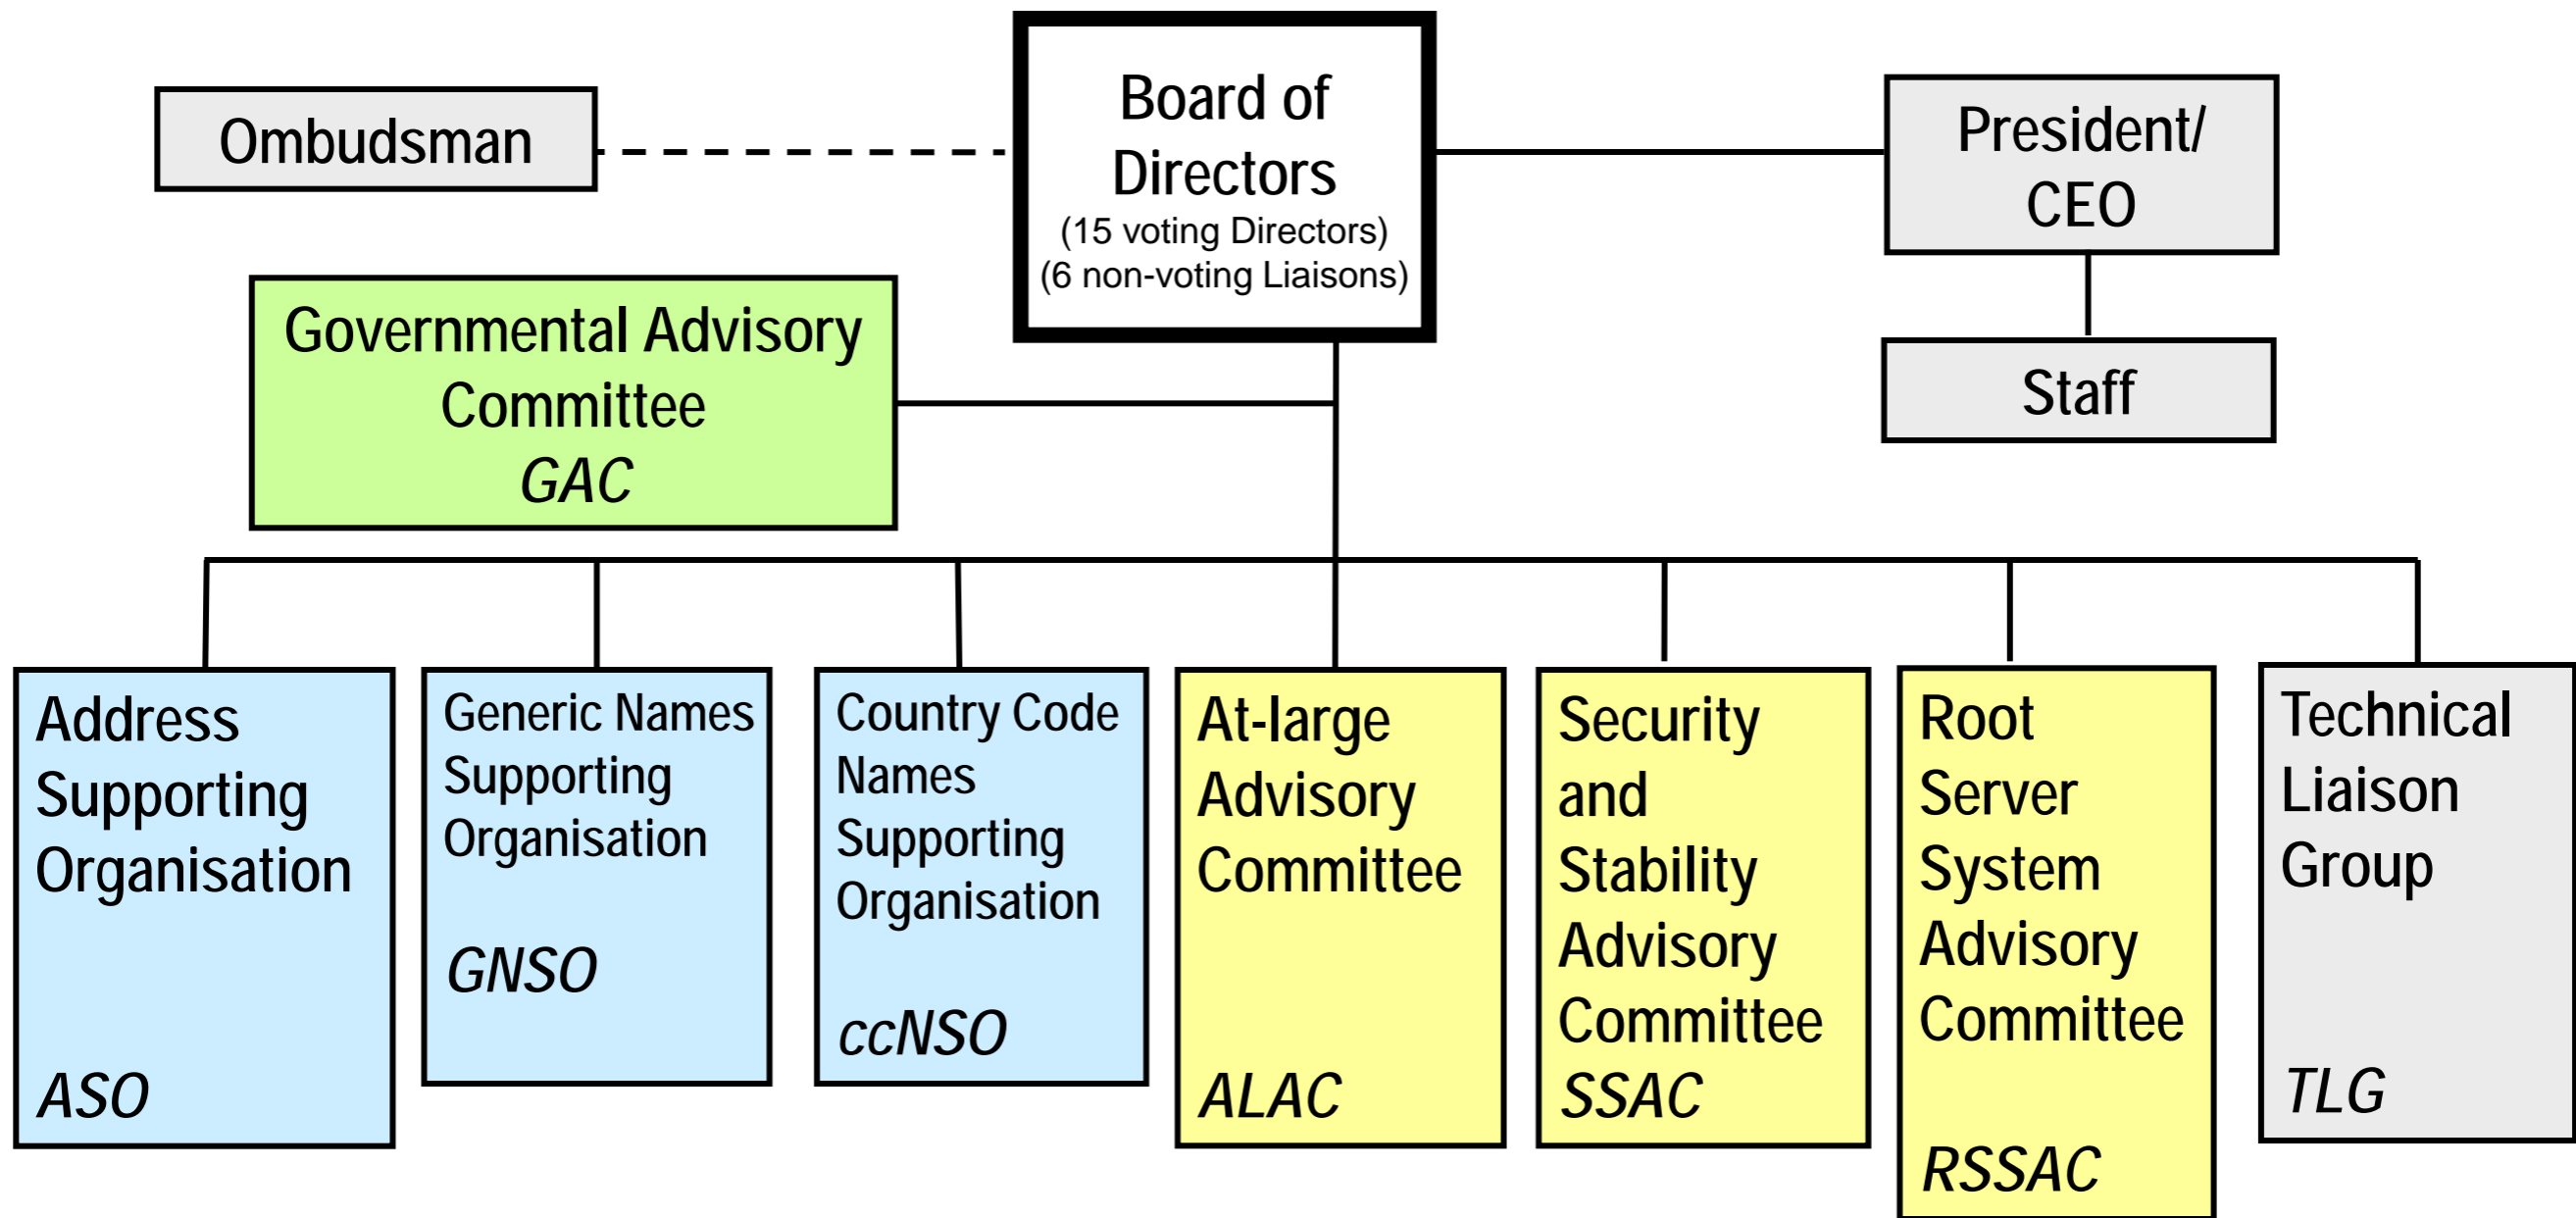 Ombudsman
Board of
Directors
(15 voting Directors)
(6 non-voting Liaisons)
President/
CEO
Staff
Governmental Advisory
Committee
GAC
Address
Supporting
Organisation
ASO
Generic Names
Supporting
Organisation
GNSO
Country Code
Names
Supporting
Organisation
ccNSO
At-large
Advisory
Committee
ALAC
Security
and
Stability
Advisory
Committee
SSAC
Root
Server
System
Advisory
Committee
RSSAC
Technical
Liaison
Group
TLG